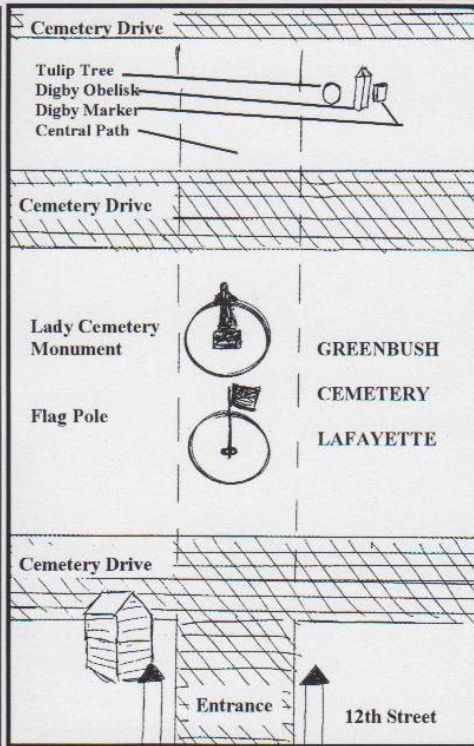 Cemetery Drive
Tulip Tree
Digby Obelisk
Digby Marker
Central Path
Cemetery Drive
Lady Cemetery
Monument
Flag Pole
GREENBUSH
CEMETERY
LAFAYETTE
Cemetery Drive
Entrance
12th Street